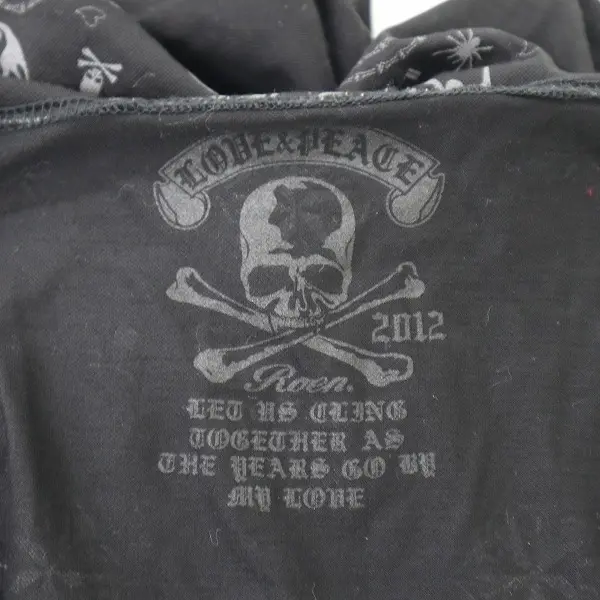 LOVE&PEACE
2012
Roen.
LET US CLING
TOGETHER AS
THE YEARS GO BY
MY LOVE